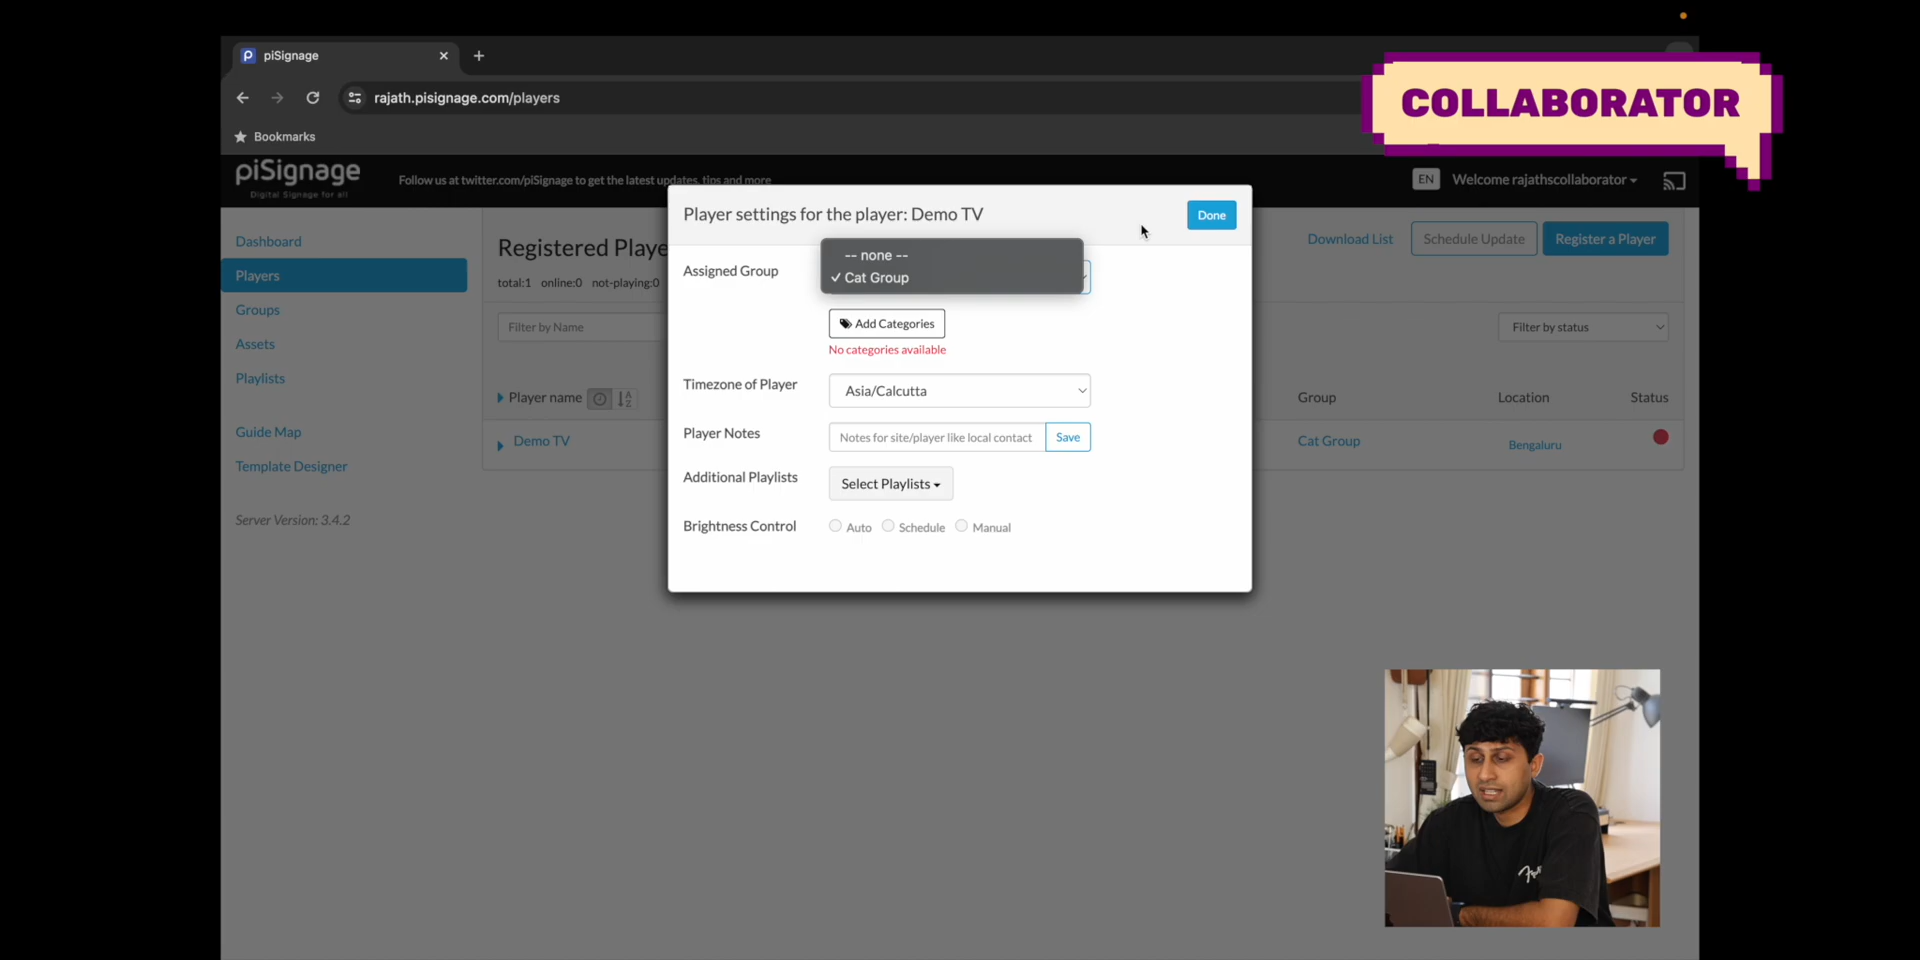 piSignage
rajath.pisignage.com/players
Bookmarks
COLLABORATOR
piSignage
Digital Signage for all
Follow us at twitter.com/piSignage to get the latest updates, tips and more
EN
Welcome rajathscollaborator
Dashboard
Players
Groups
Assets
Playlists
Guide Map
Template Designer
Server Version: 3.4.2
Registered Playe
total:1 online:0 not-playing:0
Filter by Name
Player name
Demo TV
Player settings for the player: Demo TV
Done
Assigned Group
-- none --
✓ Cat Group
Add Categories
No categories available
Timezone of Player
Asia/Calcutta
Player Notes
Notes for site/player like local contact
Save
Additional Playlists
Select Playlists
Brightness Control
Auto
Schedule
Manual
Download List
Schedule Update
Register a Player
Filter by status
Group
Location
Status
Cat Group
Bengaluru